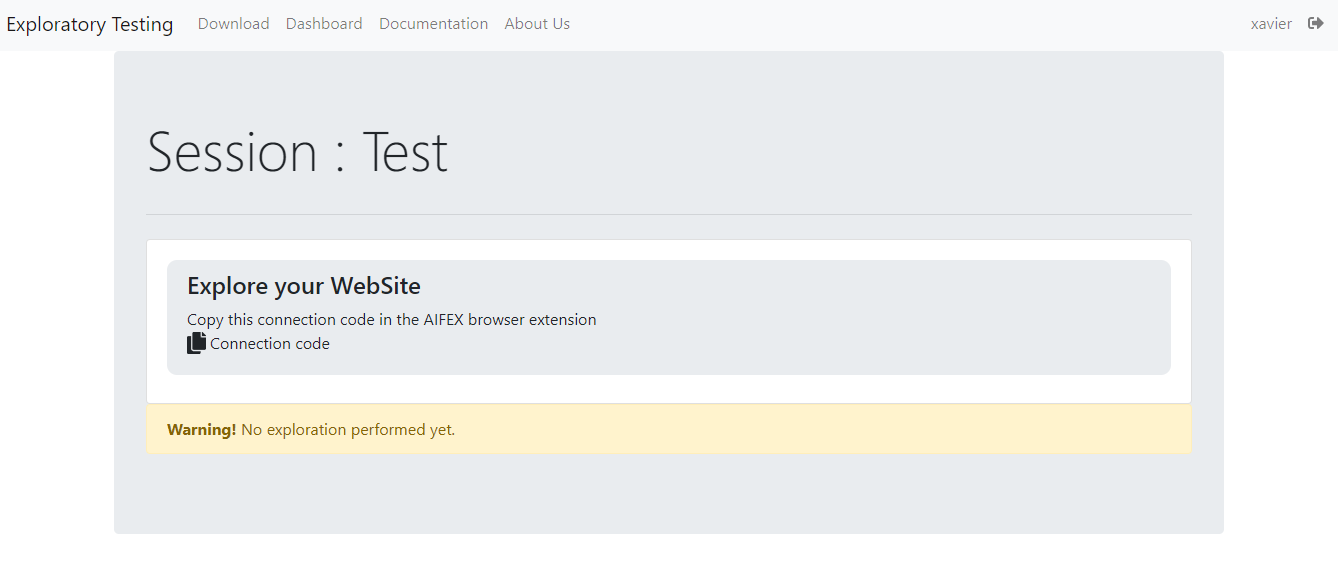 Exploratory Testing Download Dashboard Documentation About Us xavier
Session : Test
Explore your WebSite
Copy this connection code in the AIFEX browser extension
Connection code
Warning! No exploration performed yet.